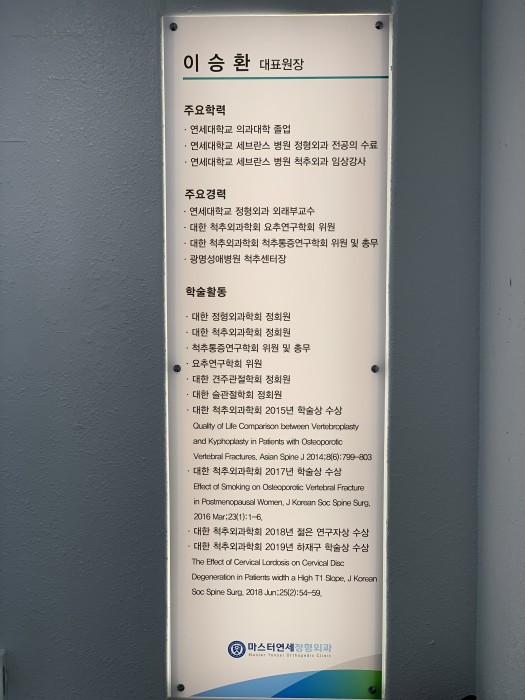 이 승 환 대표원장
주요학력
· 연세대학교 의과대학 졸업
· 연세대학교 세브란스 병원 정형외과 전공의 수료
· 연세대학교 세브란스 병원 척추외과 임상강사
주요경력
· 연세대학교 정형외과 외래부교수
· 대한 척추외과학회 요추연구학회 위원
· 대한 척추외과학회 척추통증연구학회 위원 및 총무
· 광명성애병원 척추센터장
학술활동
· 대한 정형외과학회 정회원
· 대한 척추외과학회 정회원
· 척추통증연구학회 위원 및 총무
· 요추연구학회 위원
· 대한 견주관절학회 정회원
· 대한 슬관절학회 정회원
· 대한 척추외과학회 2015년 학술상 수상
Quality of Life Comparison between Vertebroplasty
and Kyphoplasty in Patients with Osteoporotic
Vertebral Fractures. Asian Spine J 2014;8(6):799-803
· 대한 척추외과학회 2017년 학술상 수상
Effect of Smoking on Osteoporotic Vertebral Fracture
in Postmenopausal Women, J Korean Soc Spine Surg.
2016 Mar;23(1):1-6.
· 대한 척추외과학회 2018년 젊은 연구자상 수상
· 대한 척추외과학회 2019년 하재구 학술상 수상
The Effect of Cervical Lordosis on Cervical Disc
Degeneration in Patients width a High T1 Slope, J Korean
Soc Spine Surg. 2018 Jun;25(2):54-59.
마스터연세정형외과
Master Yonsei Orthopedic Clinic